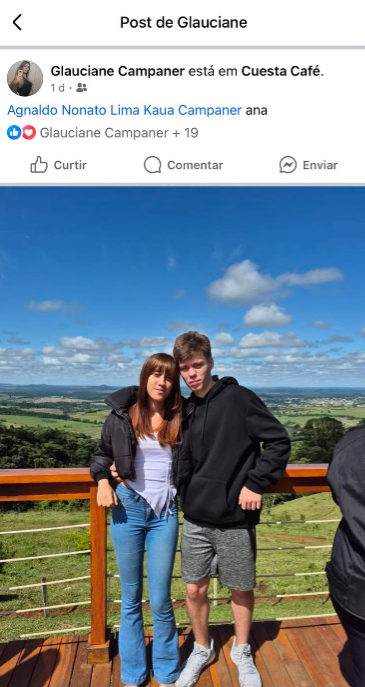 Post de Glauciane
Glauciane Campaner está em Cuesta Café.
1 d ·
Agnaldo Nonato Lima Kaua Campaner ana
Glauciane Campaner + 19
Curtir Comentar Enviar